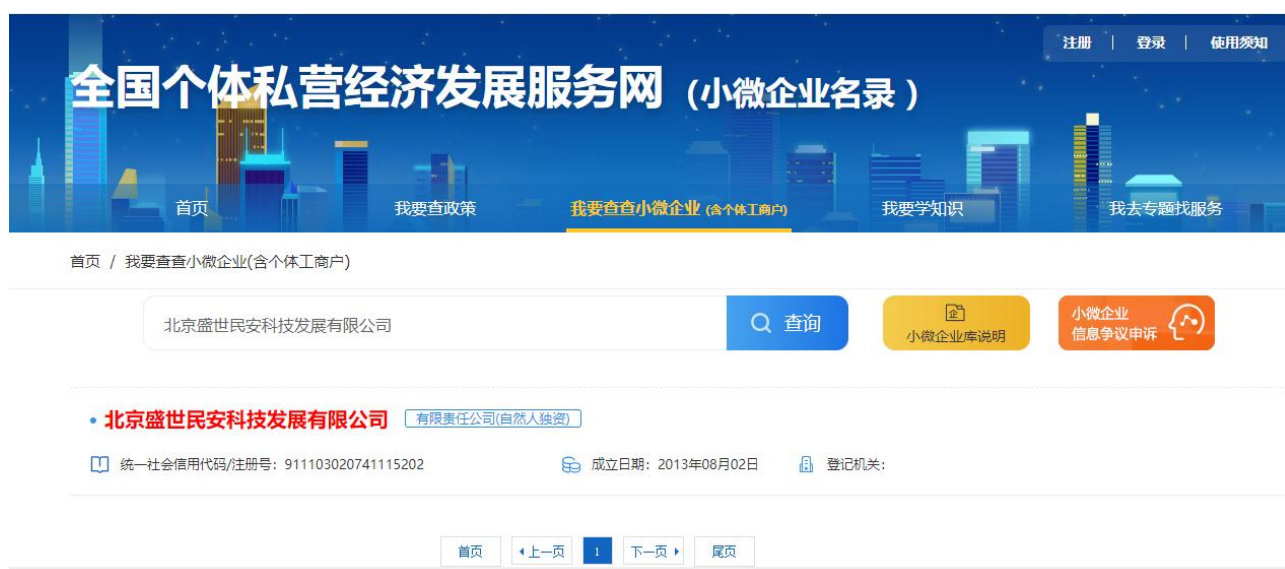 注册 | 登录 | 使用须知
全国个体私营经济发展服务网（小微企业名录）
首页 我要查政策 我要查查小微企业 (含个体工商户) 我要学知识 我去专题找服务
首页 / 我要查查小微企业(含个体工商户)
北京盛世民安科技发展有限公司 查询 小微企业库说明 小微企业
信息争议申诉
• 北京盛世民安科技发展有限公司 有限责任公司(自然人独资)
统一社会信用代码/注册号：911103020741115202 成立日期：2013年08月02日 登记机关：
首页 上一页 1 下一页 尾页